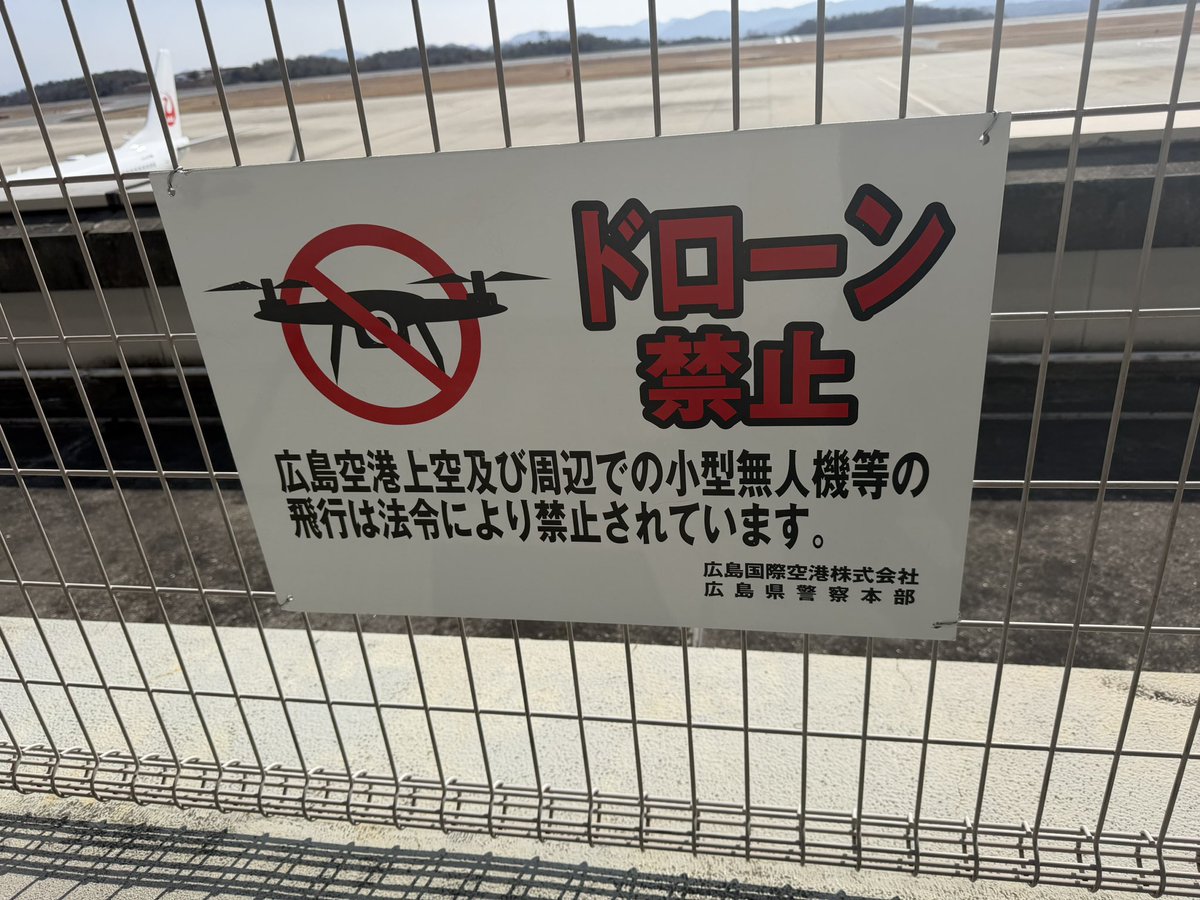 ドローン
禁止
広島空港上空及び周辺での小型無人機等の
飛行は法令により禁止されています。
広島国際空港株式会社
広島県警察本部